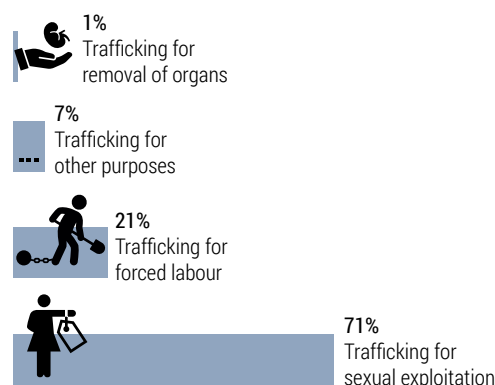 1%
Trafficking for
removal of organs
7%
Trafficking for
other purposes
21%
Trafficking for
forced labour
71%
Trafficking for
sexual exploitation